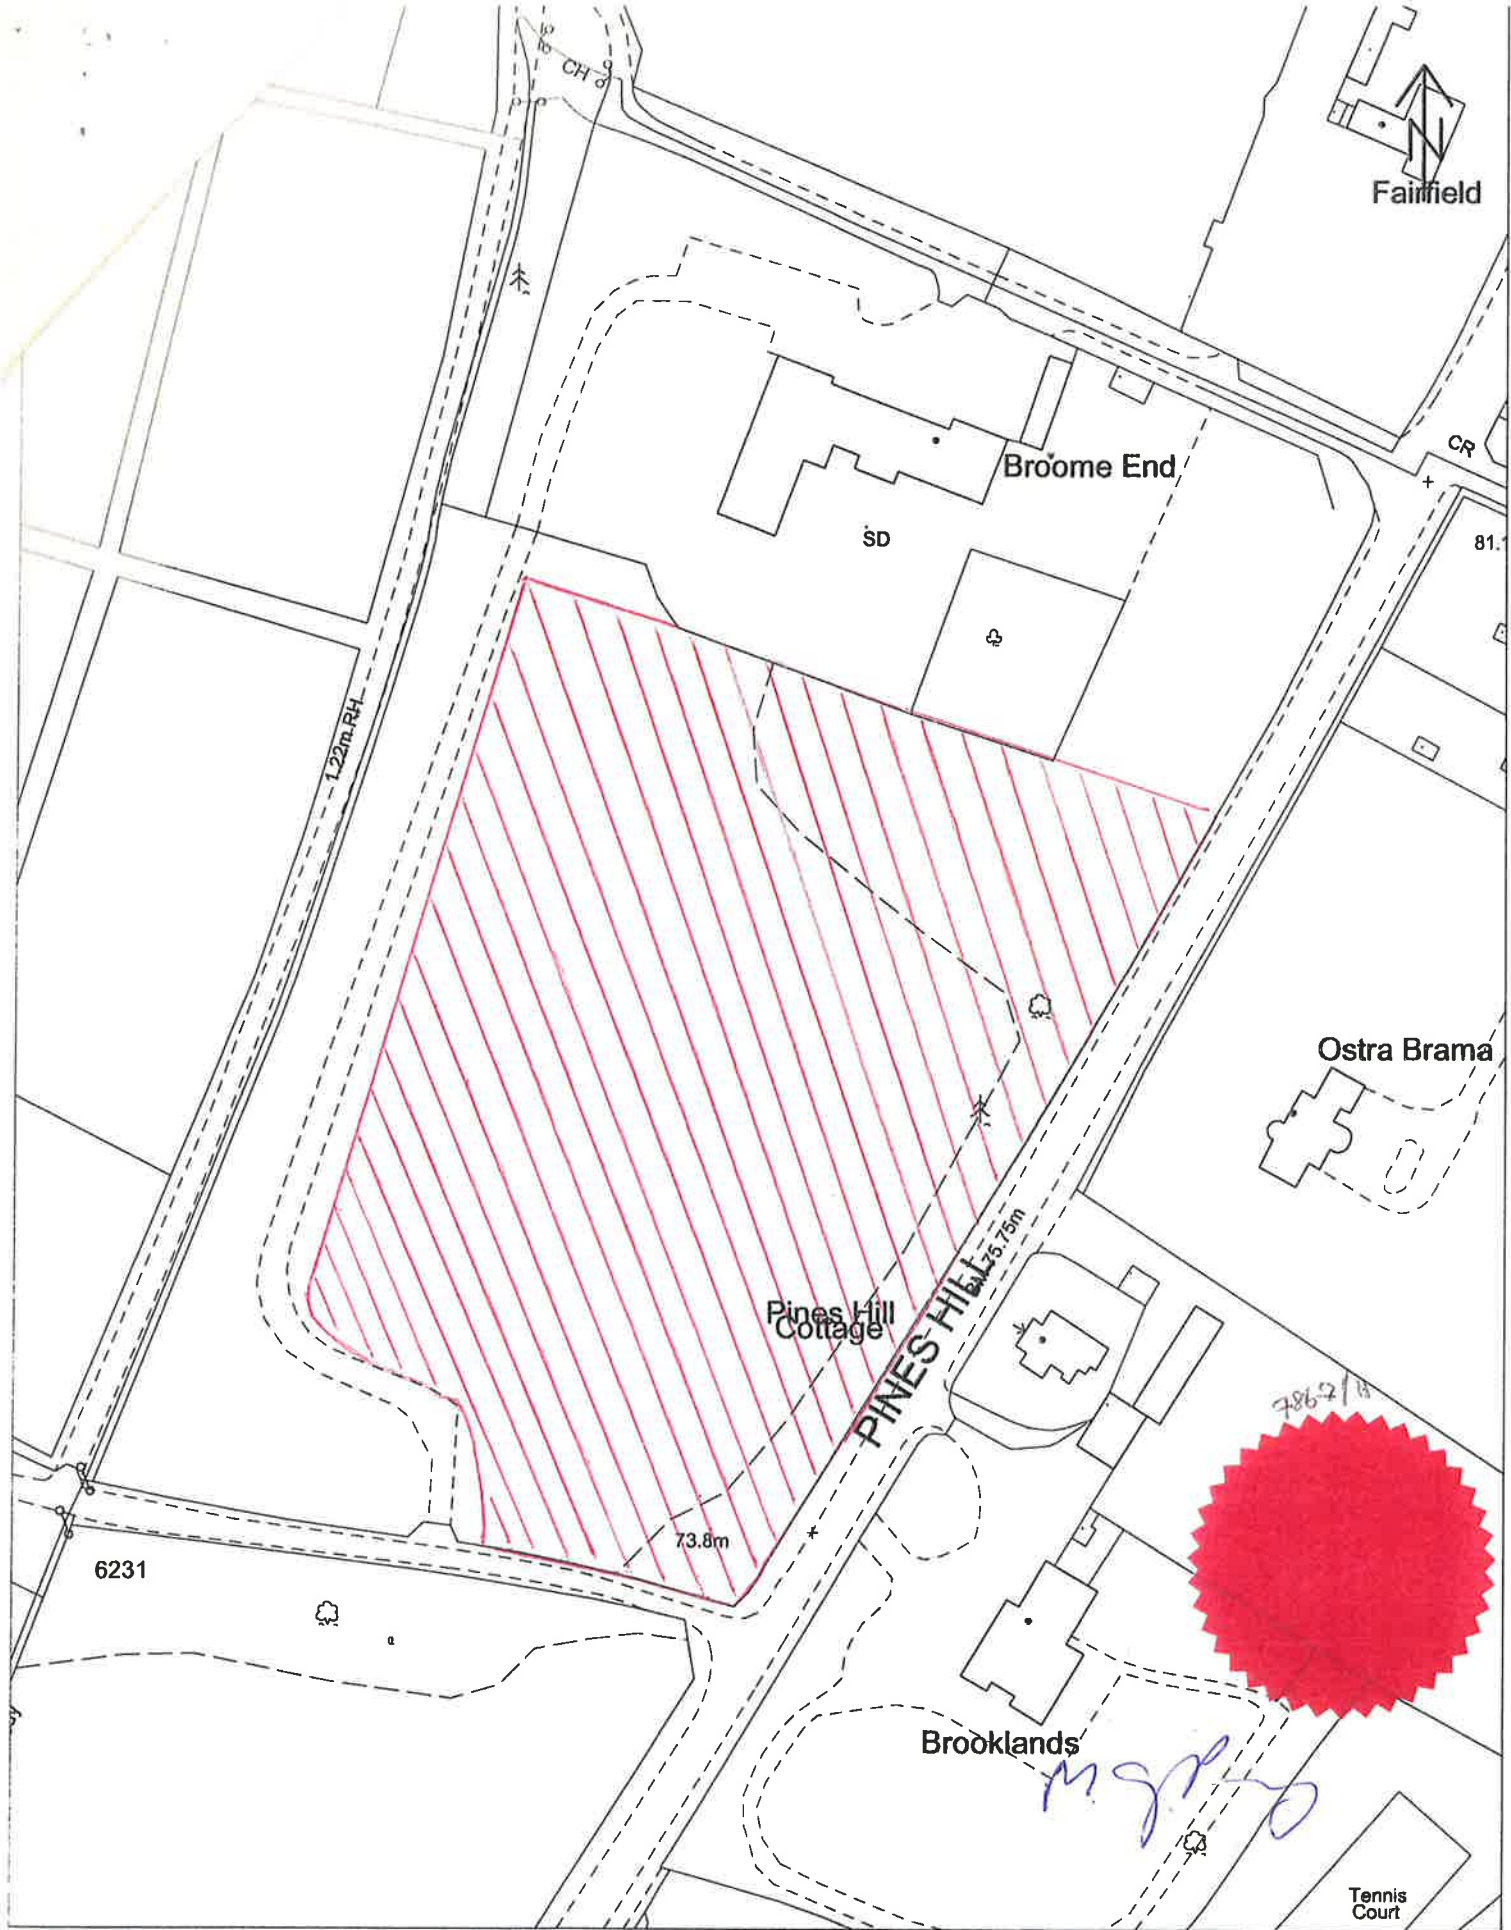 CH
N
Fairfield
CR
Broome End
SD
81.1
1.22m RH
Ostra Brama
75.75m
PINES HILL
Pines Hill
Cottage
7867/H
73.8m
6231
Brooklands
Tennis
Court